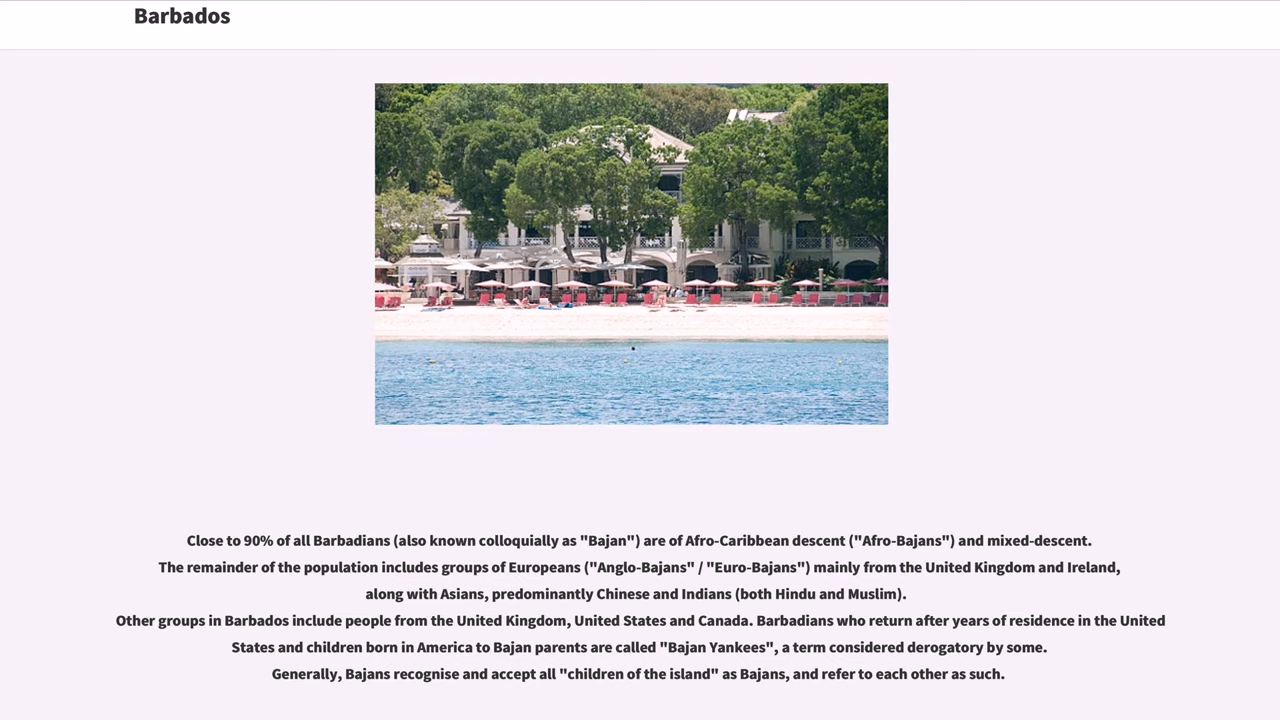 Barbados
Close to 90% of all Barbadians (also known colloquially as "Bajan") are of Afro-Caribbean descent ("Afro-Bajans") and mixed-descent.
The remainder of the population includes groups of Europeans ("Anglo-Bajans" / "Euro-Bajans") mainly from the United Kingdom and Ireland,
along with Asians, predominantly Chinese and Indians (both Hindu and Muslim).
Other groups in Barbados include people from the United Kingdom, United States and Canada. Barbadians who return after years of residence in the United
States and children born in America to Bajan parents are called "Bajan Yankees", a term considered derogatory by some.
Generally, Bajans recognise and accept all "children of the island" as Bajans, and refer to each other as such.